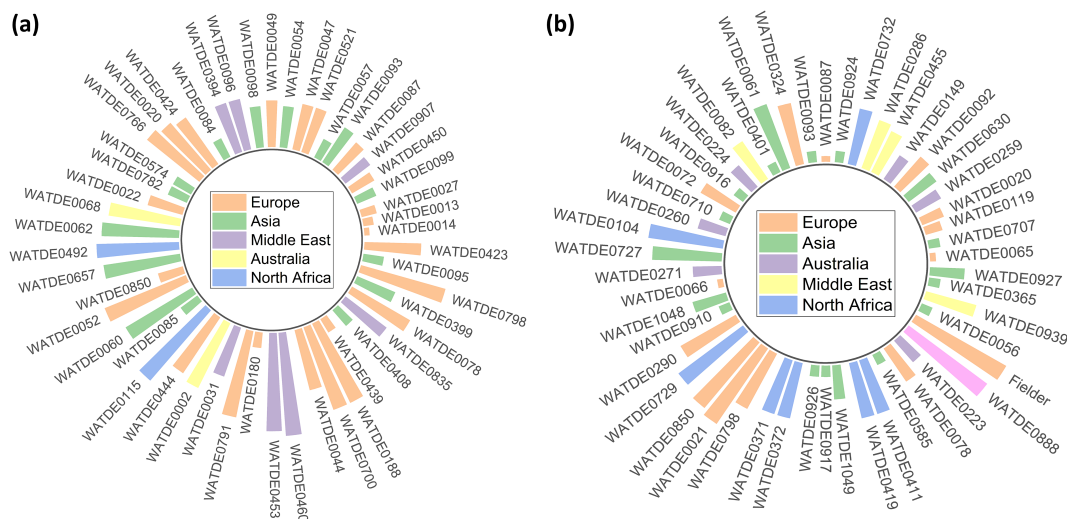 (a)
WATDE0049
WATDE0054
WATDE0047
WATDE0521
WATDE0057
WATDE0093
WATDE0087
WATDE0907
WATDE0450
WATDE0099
WATDE0027
WATDE0013
WATDE0014
WATDE0423
WATDE0095
WATDE0798
WATDE0399
WATDE0078
WATDE0835
WATDE0408
WATDE0439
WATDE0188
WATDE0700
WATDE0044
WATDE0460
WATDE0453
WATDE0180
WATDE0791
WATDE0031
WATDE0002
WATDE0444
WATDE0115
WATDE0085
WATDE0060
WATDE0052
WATDE0850
WATDE0657
WATDE0492
WATDE0062
WATDE0068
WATDE0022
WATDE0782
WATDE0574
WATDE0766
WATDE0020
WATDE0424
WATDE0084
WATDE0394
WATDE0096
WATDE0098
Europe
Asia
Middle East
Australia
North Africa
(b)
WATDE0087
WATDE0924
WATDE0732
WATDE0286
WATDE0455
WATDE0149
WATDE0092
WATDE0630
WATDE0259
WATDE0020
WATDE0119
WATDE0707
WATDE0065
WATDE0927
WATDE0365
WATDE0939
WATDE0056
Fielder
WATDE0888
WATDE0223
WATDE0078
WATDE0585
WATDE0411
WATDE0419
WATDE1049
WATDE0917
WATDE0926
WATDE0372
WATDE0371
WATDE0798
WATDE0021
WATDE0850
WATDE0729
WATDE0290
WATDE0910
WATDE1048
WATDE0066
WATDE0271
WATDE0727
WATDE0104
WATDE0260
WATDE0710
WATDE0072
WATDE0916
WATDE0224
WATDE0082
WATDE0401
WATDE0061
WATDE0324
WATDE0093
Europe
Asia
Australia
Middle East
North Africa